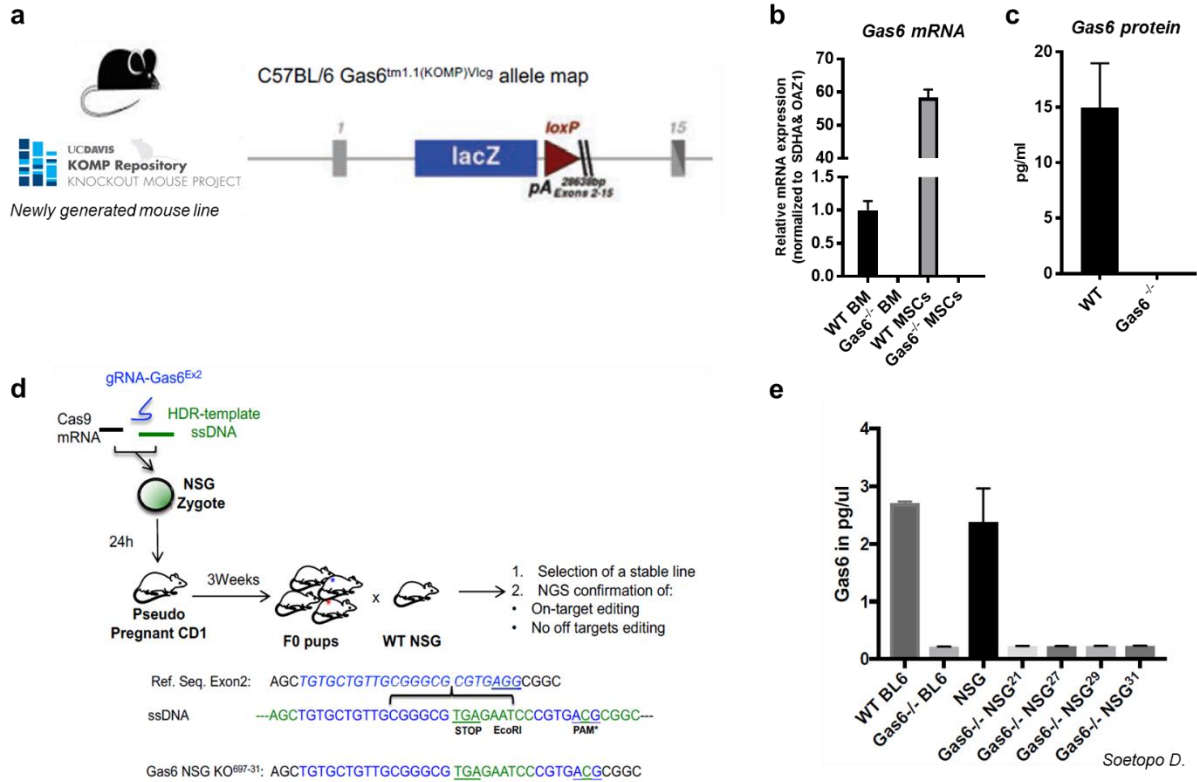 a
C57BL/6 Gas6tm1.1(KOMP)Vlcg allele map
UCDAVIS
KOMP Repository
KNOCKOUT MOUSE PROJECT
Newly generated mouse line
1
lacZ
loxP
15
pA
28638bp
Exons 2-15
b
Gas6 mRNA
Relative mRNA expression
(normalized to SDHA& OAZ1)
70
60
50
40
1.0
0.5
0.0
WT BM
Gas6-/- BM
WT MSCs
Gas6-/- MSCs
c
Gas6 protein
pg/ml
20
15
10
5
0
WT
Gas6-/-
d
gRNA-Gas6Ex2
Cas9
mRNA
HDR-template
ssDNA
NSG
Zygote
24h
Pseudo
Pregnant CD1
3Weeks
F0 pups
x
WT NSG
1. Selection of a stable line
2. NGS confirmation of:
• On-target editing
• No off targets editing
Ref. Seq. Exon2: AGCTGTGCTGTTGCGGGCG CGTGAGGCGGC
ssDNA ---AGCTGTGCTGTTGCGGGCG TGAGAATCCCGTGACGCGGC---
STOP EcoRI PAM*
Gas6 NSG KO697-31: AGCTGTGCTGTTGCGGGCG TGAGAATCCCGTGACGCGGC
e
Gas6 in pg/ul
4
3
2
1
0
WT BL6
Gas6-/- BL6
NSG
Gas6-/- NSG21
Gas6-/- NSG27
Gas6-/- NSG29
Gas6-/- NSG31
Soetopo D.